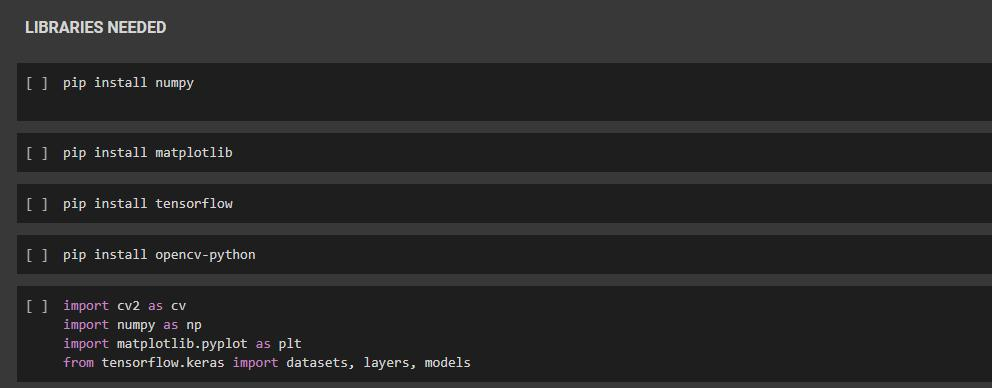 LIBRARIES NEEDED
[ ] pip install numpy
[ ] pip install matplotlib
[ ] pip install tensorflow
[ ] pip install opencv-python
[ ] import cv2 as cv
import numpy as np
import matplotlib.pyplot as plt
from tensorflow.keras import datasets, layers, models